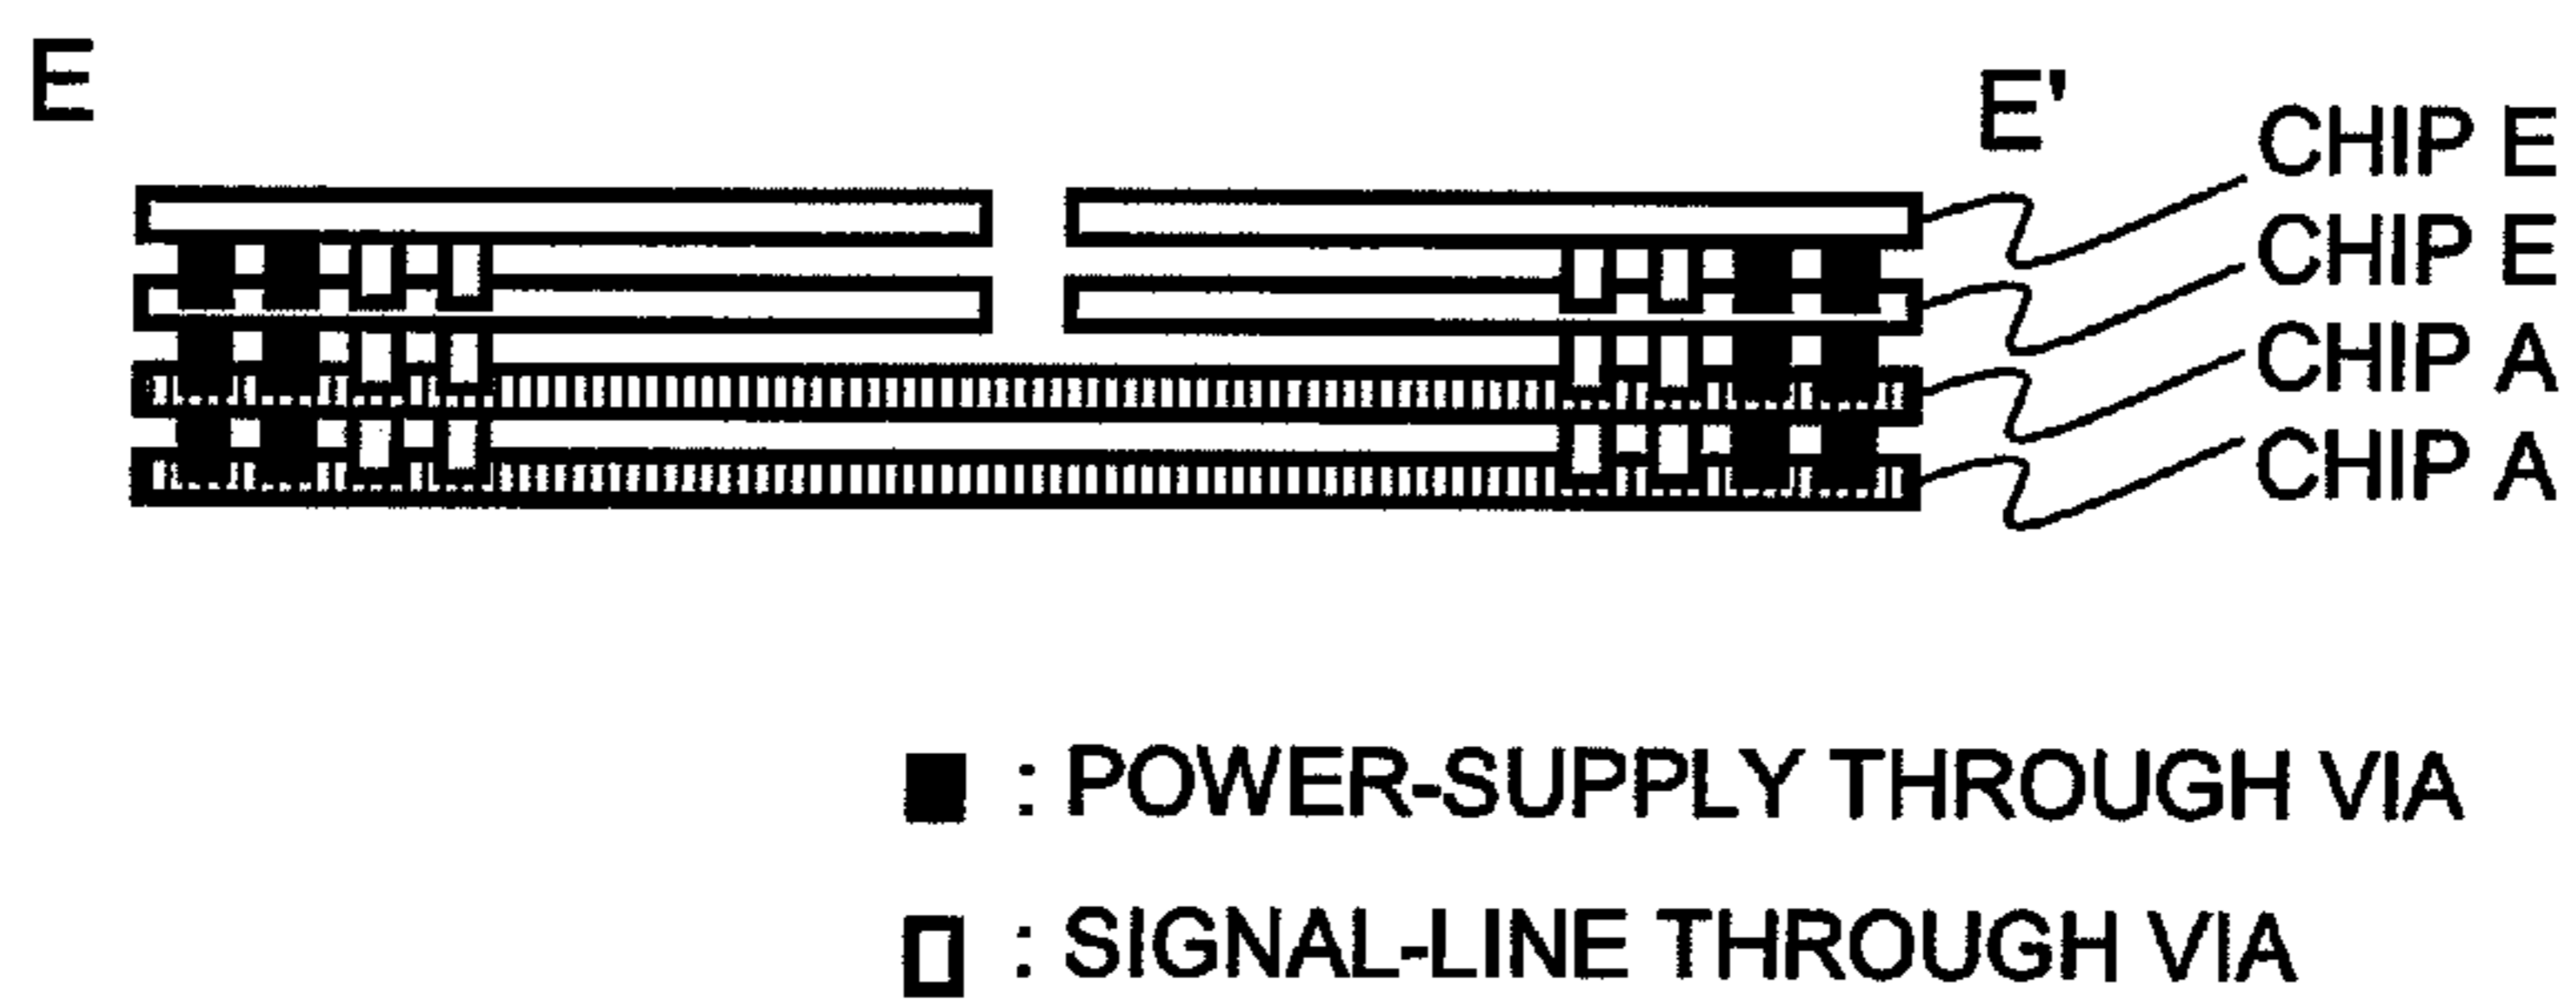 E
E'
CHIP E
CHIP E
CHIP A
CHIP A
: POWER-SUPPLY THROUGH VIA
: SIGNAL-LINE THROUGH VIA